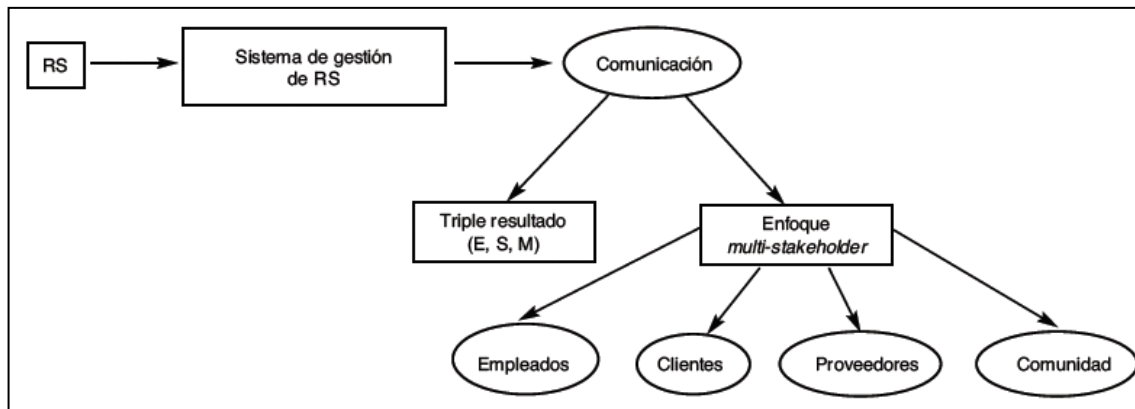 RS
Sistema de gestión
de RS
Comunicación
Triple resultado
(E, S, M)
Enfoque
multi-stakeholder
Empleados
Clientes
Proveedores
Comunidad